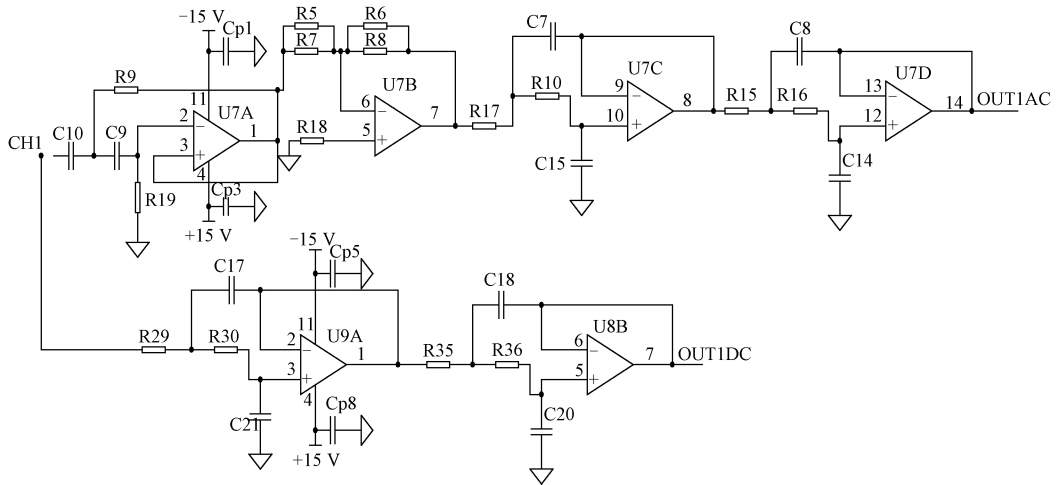 −15 V
Cp1
R5
R6
R7
R8
C7
C8
R9
11
U7A
U7B
U7C
U7D
2
−
3
+
1
4
6
−
5
+
7
9
−
10
+
8
13
−
12
+
14
CH1
C10
C9
R18
R17
R10
R15
R16
OUT1AC
R19
Cp3
+15 V
C15
C14
−15 V
Cp5
C17
C18
11
U9A
U8B
R29
R30
2
−
3
+
1
4
R35
R36
6
−
5
+
7
OUT1DC
C21
Cp8
+15 V
C20